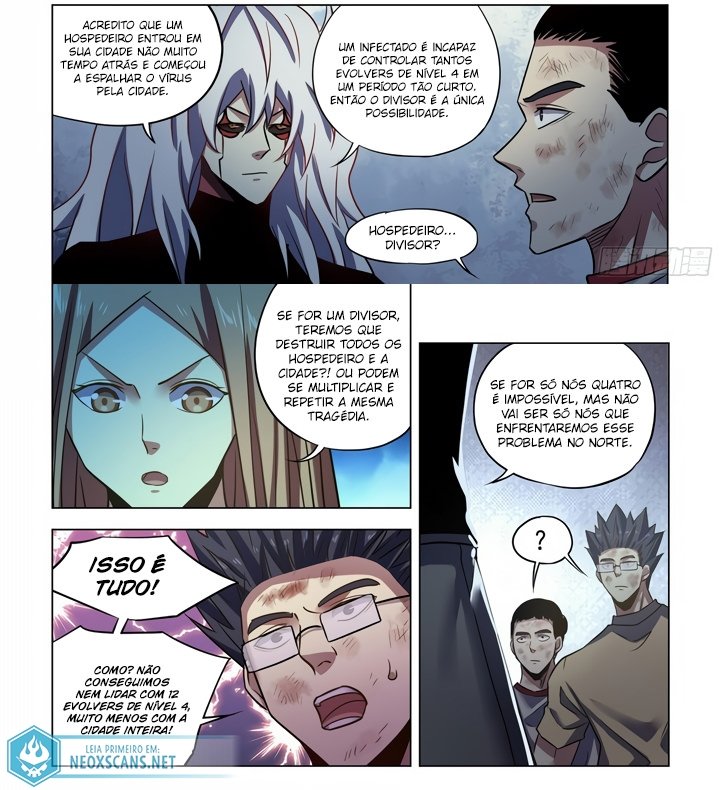 ACREDITO QUE UM
HOSPEDEIRO ENTROU EM
SUA CIDADE NÃO MUITO
TEMPO ATRÁS E COMEÇOU
A ESPALHAR O VÍRUS
PELA CIDADE.
UM INFECTADO É INCAPAZ
DE CONTROLAR TANTOS
EVOLVERS DE NÍVEL 4 EM
UM PERÍODO TÃO CURTO.
ENTÃO O DIVISOR É A ÚNICA
POSSIBILIDADE.
HOSPEDEIRO...
DIVISOR?
SE FOR UM DIVISOR,
TEREMOS QUE
DESTRUIR TODOS OS
HOSPEDEIRO E A
CIDADE?! OU PODEM
SE MULTIPLICAR E
REPETIR A MESMA
TRAGÉDIA.
SE FOR SÓ NÓS QUATRO
É IMPOSSÍVEL, MAS NÃO
VAI SER SÓ NÓS QUE
ENFRENTAREMOS ESSE
PROBLEMA NO NORTE.
?
ISSO É
TUDO!
COMO? NÃO
CONSEGUIMOS
NEM LIDAR COM 12
EVOLVERS DE NÍVEL 4,
MUITO MENOS COM A
CIDADE INTEIRA!
LEIA PRIMEIRO EM:
NEOXSCANS.NET